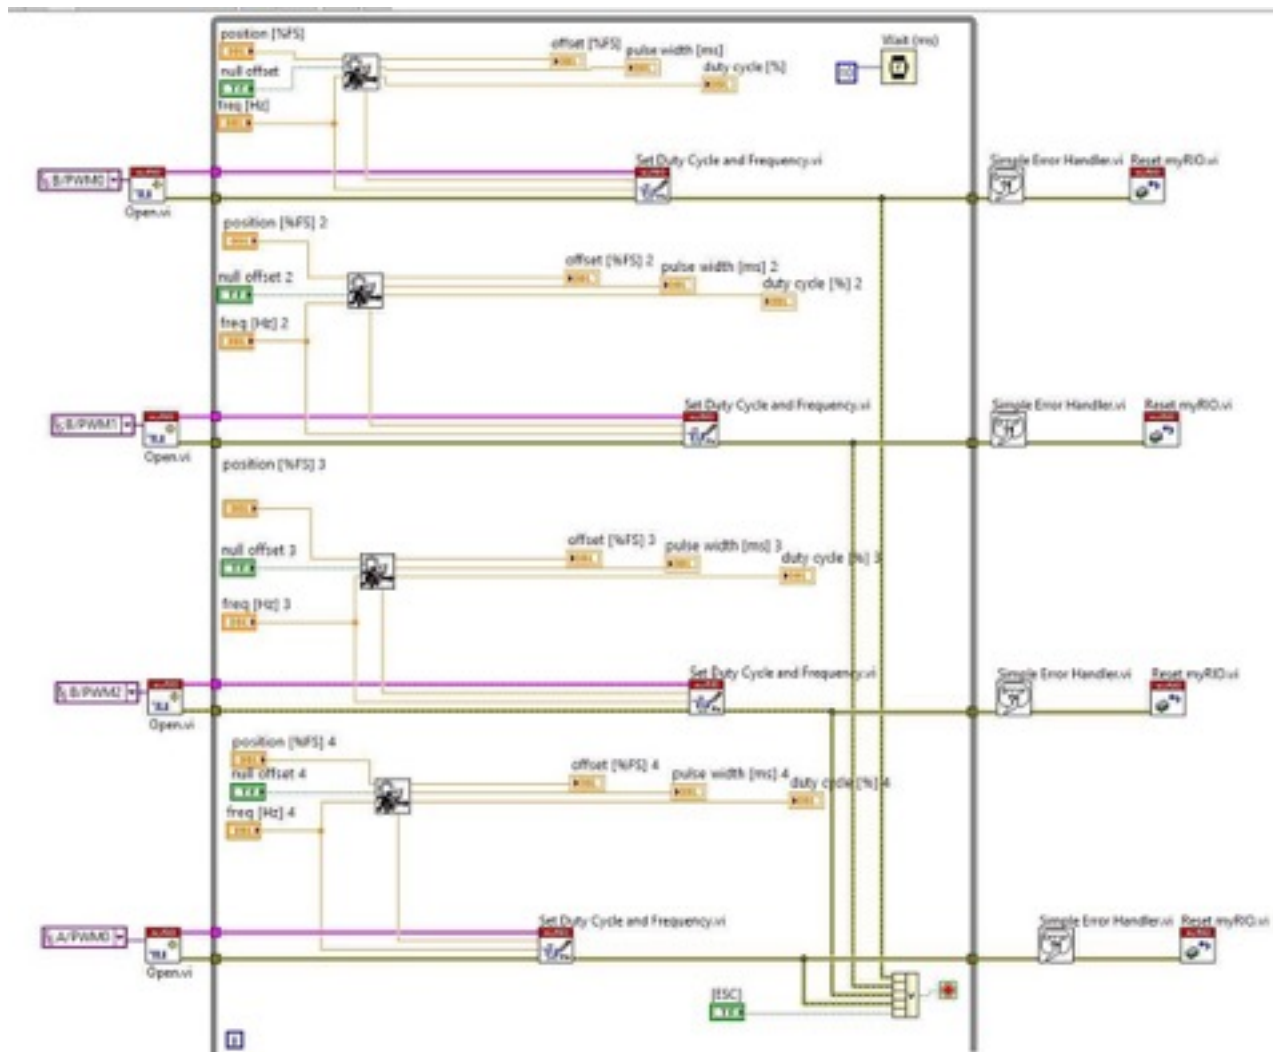 position [%FS]
offset [%FS]
pulse width [ms]
duty cycle [%]
Wait (ms)
null offset
TF
10
freq [Hz]
Set Duty Cycle and Frequency.vi
Simple Error Handler.vi
Reset myRIO.vi
B/PWM0
Open.vi
position [%FS] 2
offset [%FS] 2
pulse width [ms] 2
duty cycle [%] 2
null offset 2
TF
freq [Hz] 2
Set Duty Cycle and Frequency.vi
Simple Error Handler.vi
Reset myRIO.vi
B/PWM1
Open.vi
position [%FS] 3
offset [%FS] 3
pulse width [ms] 3
duty cycle [%] 3
null offset 3
TF
freq [Hz] 3
Set Duty Cycle and Frequency.vi
Simple Error Handler.vi
Reset myRIO.vi
B/PWM2
Open.vi
position [%FS] 4
offset [%FS] 4
pulse width [ms] 4
duty cycle [%] 4
null offset 4
TF
freq [Hz] 4
Set Duty Cycle and Frequency.vi
Simple Error Handler.vi
Reset myRIO.vi
A/PWM0
Open.vi
[ESC]
TF
i